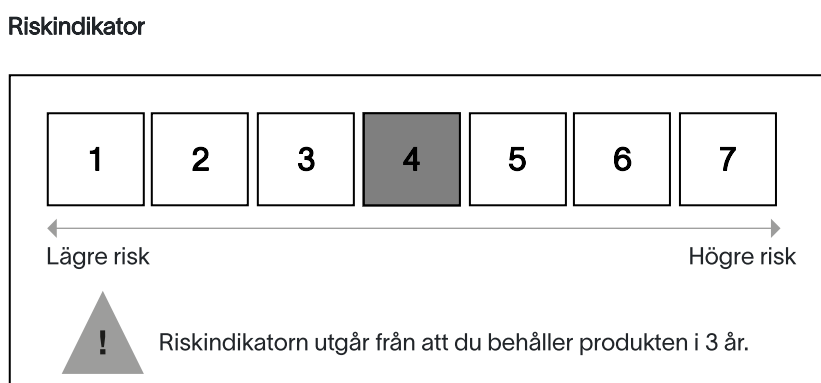 Riskindikator
1 2 3 4 5 6 7
Lägre risk Högre risk
! Riskindikatorn utgår från att du behåller produkten i 3 år.